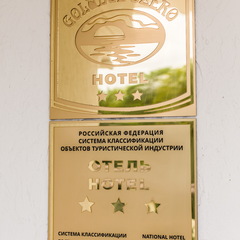 HOTEL
РОССИЙСКАЯ ФЕДЕРАЦИЯ
СИСТЕМА КЛАССИФИКАЦИИ
ОБЪЕКТОВ ТУРИСТИЧЕСКОЙ ИНДУСТРИИ
ОТЕЛЬ
HOTEL
СИСТЕМА КЛАССИФИКАЦИИ NATIONAL HOTEL